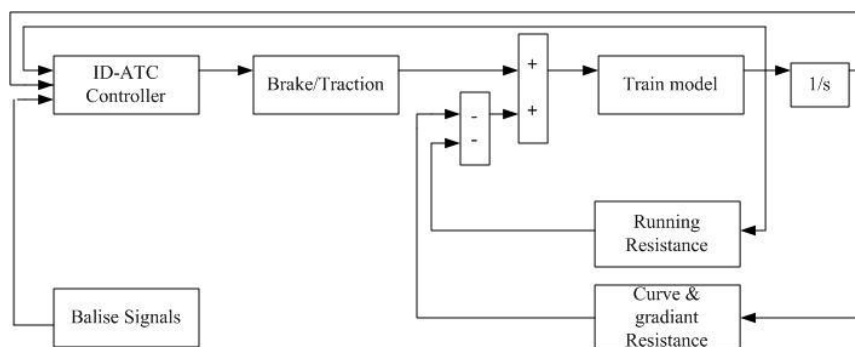 ID-ATC
Controller
Brake/Traction
+
+
Train model
1/s
-
-
Running
Resistance
Balise Signals
Curve &
gradiant
Resistance